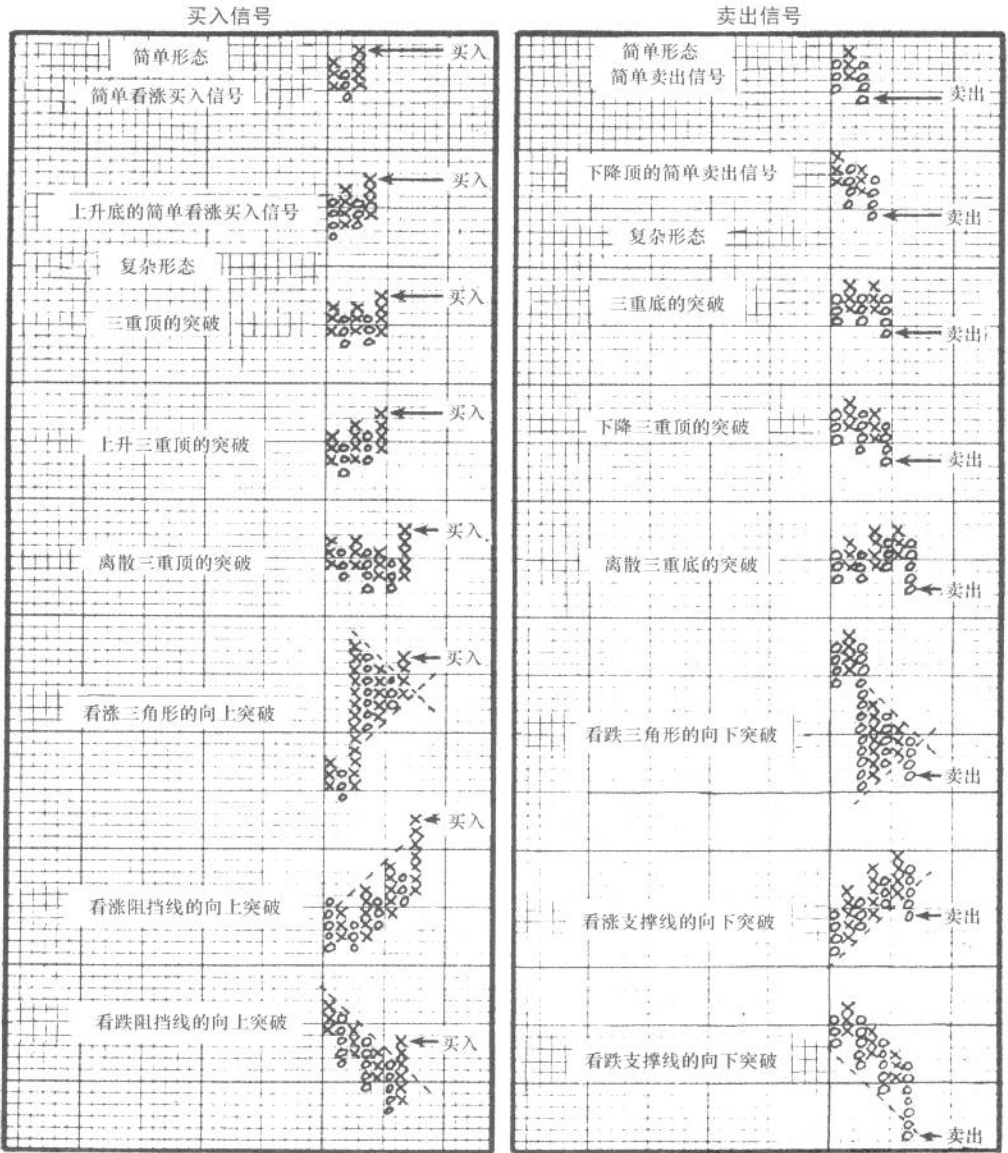 买入信号
简单形态
买入
简单看涨买入信号
买入
上升底的简单看涨买入信号
复杂形态
买入
三重顶的突破
买入
上升三重顶的突破
买入
离散三重顶的突破
买入
看涨三角形的向上突破
买入
看涨阻挡线的向上突破
看跌阻挡线的向上突破
买入
卖出信号
简单形态
简单卖出信号
卖出
下降顶的简单卖出信号
卖出
复杂形态
三重底的突破
卖出
下降三重顶的突破
卖出
离散三重底的突破
卖出
看跌三角形的向下突破
卖出
看涨支撑线的向下突破
卖出
看跌支撑线的向下突破
卖出